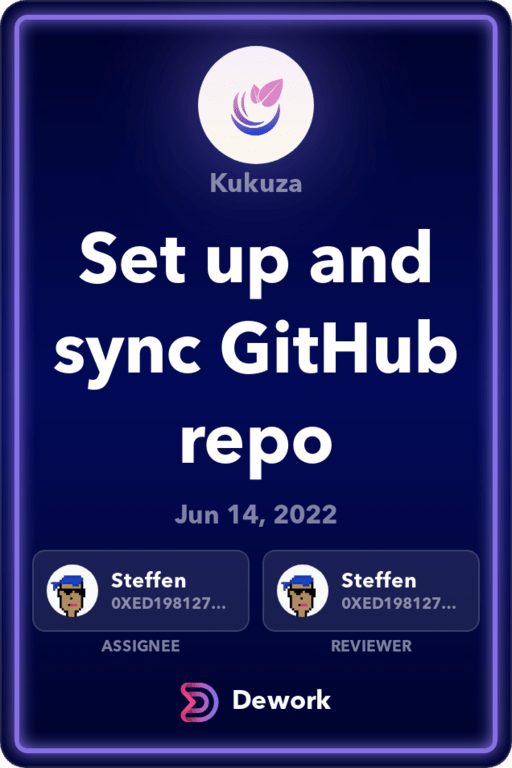 Kukuza
Set up and
sync GitHub
repo
Jun 14, 2022
Steffen
0XED198127...
ASSIGNEE
Steffen
0XED198127...
REVIEWER
Dework